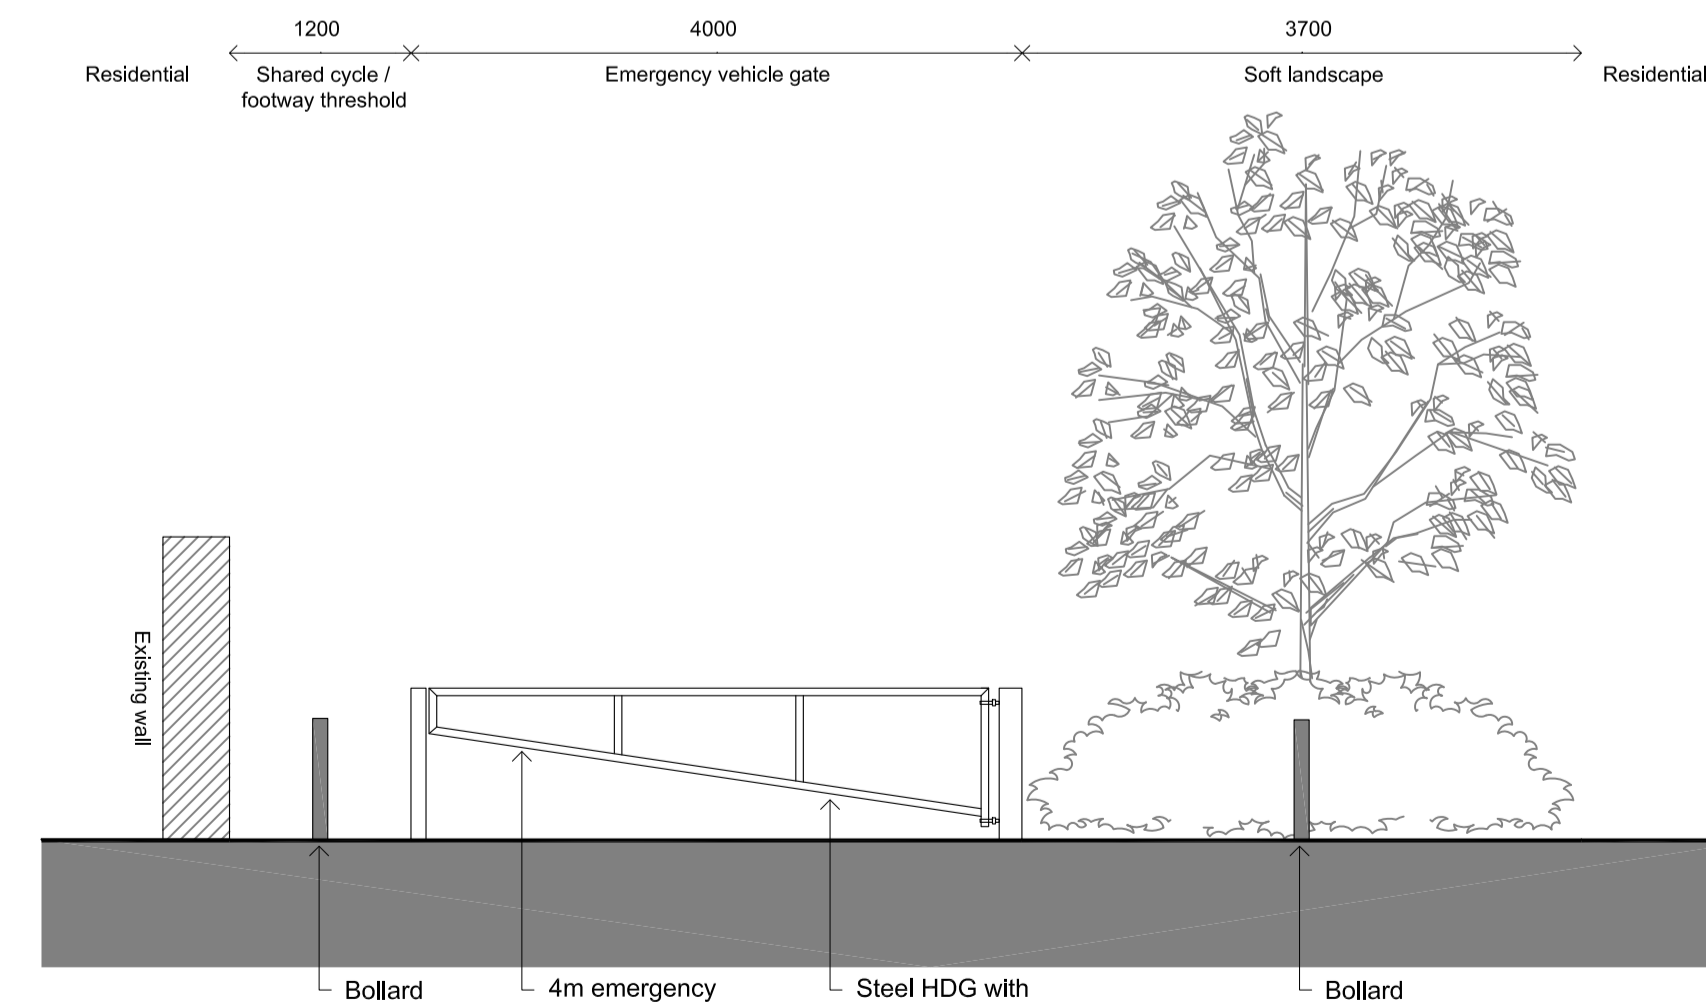 1200
4000
3700
Residential
Shared cycle /
footway threshold
Emergency vehicle gate
Soft landscape
Residential
Existing wall
Bollard
4m emergency
Steel HDG with
Bollard